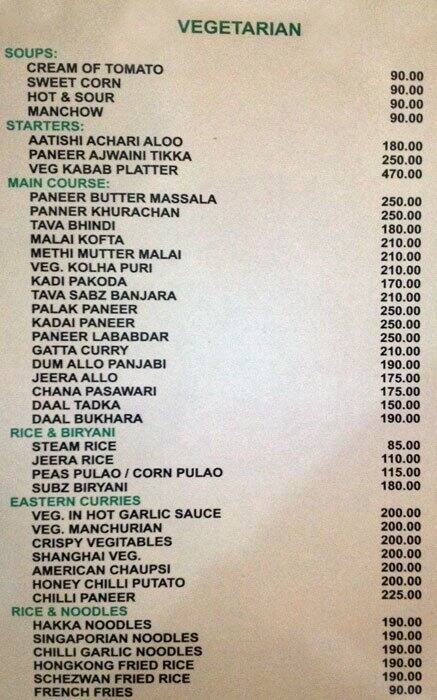 VEGETARIAN
SOUPS:
CREAM OF TOMATO 90.00
SWEET CORN 90.00
HOT & SOUR 90.00
MANCHOW 90.00
STARTERS:
AATISHI ACHARI ALOO 180.00
PANEER AJWAINI TIKKA 250.00
VEG KABAB PLATTER 470.00
MAIN COURSE:
PANEER BUTTER MASSALA 250.00
PANNER KHURACHAN 250.00
TAVA BHINDI 180.00
MALAI KOFTA 210.00
METHI MUTTER MALAI 210.00
VEG. KOLHA PURI 210.00
KADI PAKODA 170.00
TAVA SABZ BANJARA 210.00
PALAK PANEER 250.00
KADAI PANEER 250.00
PANEER LABABDAR 250.00
GATTA CURRY 210.00
DUM ALLO PANJABI 190.00
JEERA ALLO 175.00
CHANA PASAWARI 175.00
DAAL TADKA 150.00
DAAL BUKHARA 190.00
RICE & BIRYANI
STEAM RICE 85.00
JEERA RICE 110.00
PEAS PULAO / CORN PULAO 115.00
SUBZ BIRYANI 180.00
EASTERN CURRIES
VEG. IN HOT GARLIC SAUCE 200.00
VEG. MANCHURIAN 200.00
CRISPY VEGITABLES 200.00
SHANGHAI VEG. 200.00
AMERICAN CHAUPSI 200.00
HONEY CHILLI PUTATO 200.00
CHILLI PANEER 225.00
RICE & NOODLES
HAKKA NOODLES 190.00
SINGAPORIAN NOODLES 190.00
CHILLI GARLIC NOODLES 190.00
HONGKONG FRIED RICE 190.00
SCHEZWAN FRIED RICE 190.00
FRENCH FRIES 90.00